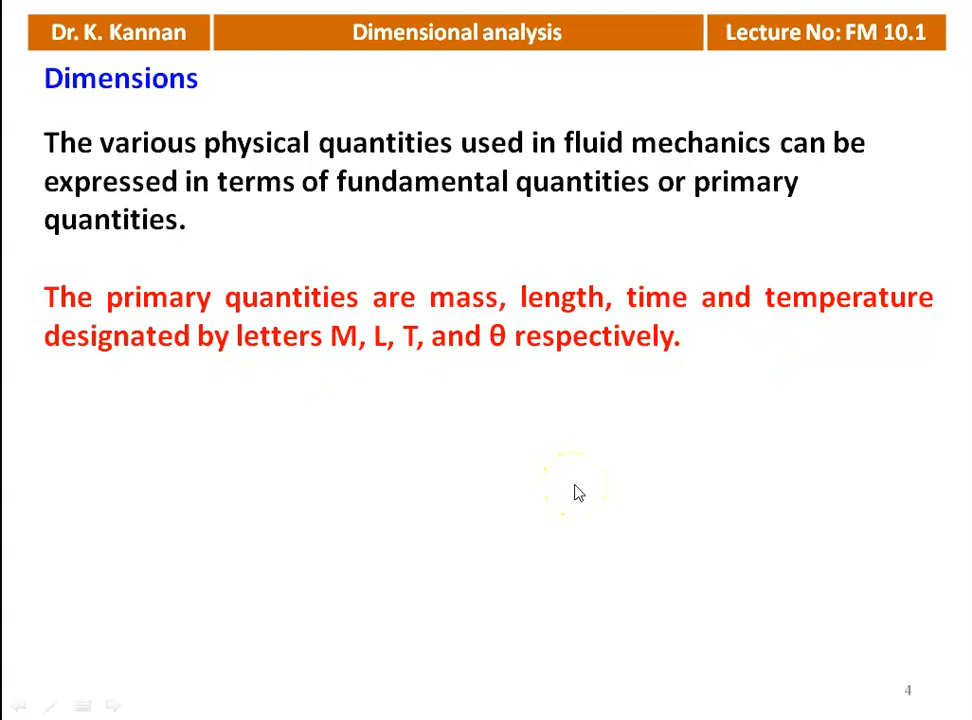 Dr. K. Kannan
Dimensional analysis
Lecture No: FM 10.1
Dimensions
The various physical quantities used in fluid mechanics can be
expressed in terms of fundamental quantities or primary
quantities.
The primary quantities are mass, length, time and temperature
designated by letters M, L, T, and θ respectively.
4